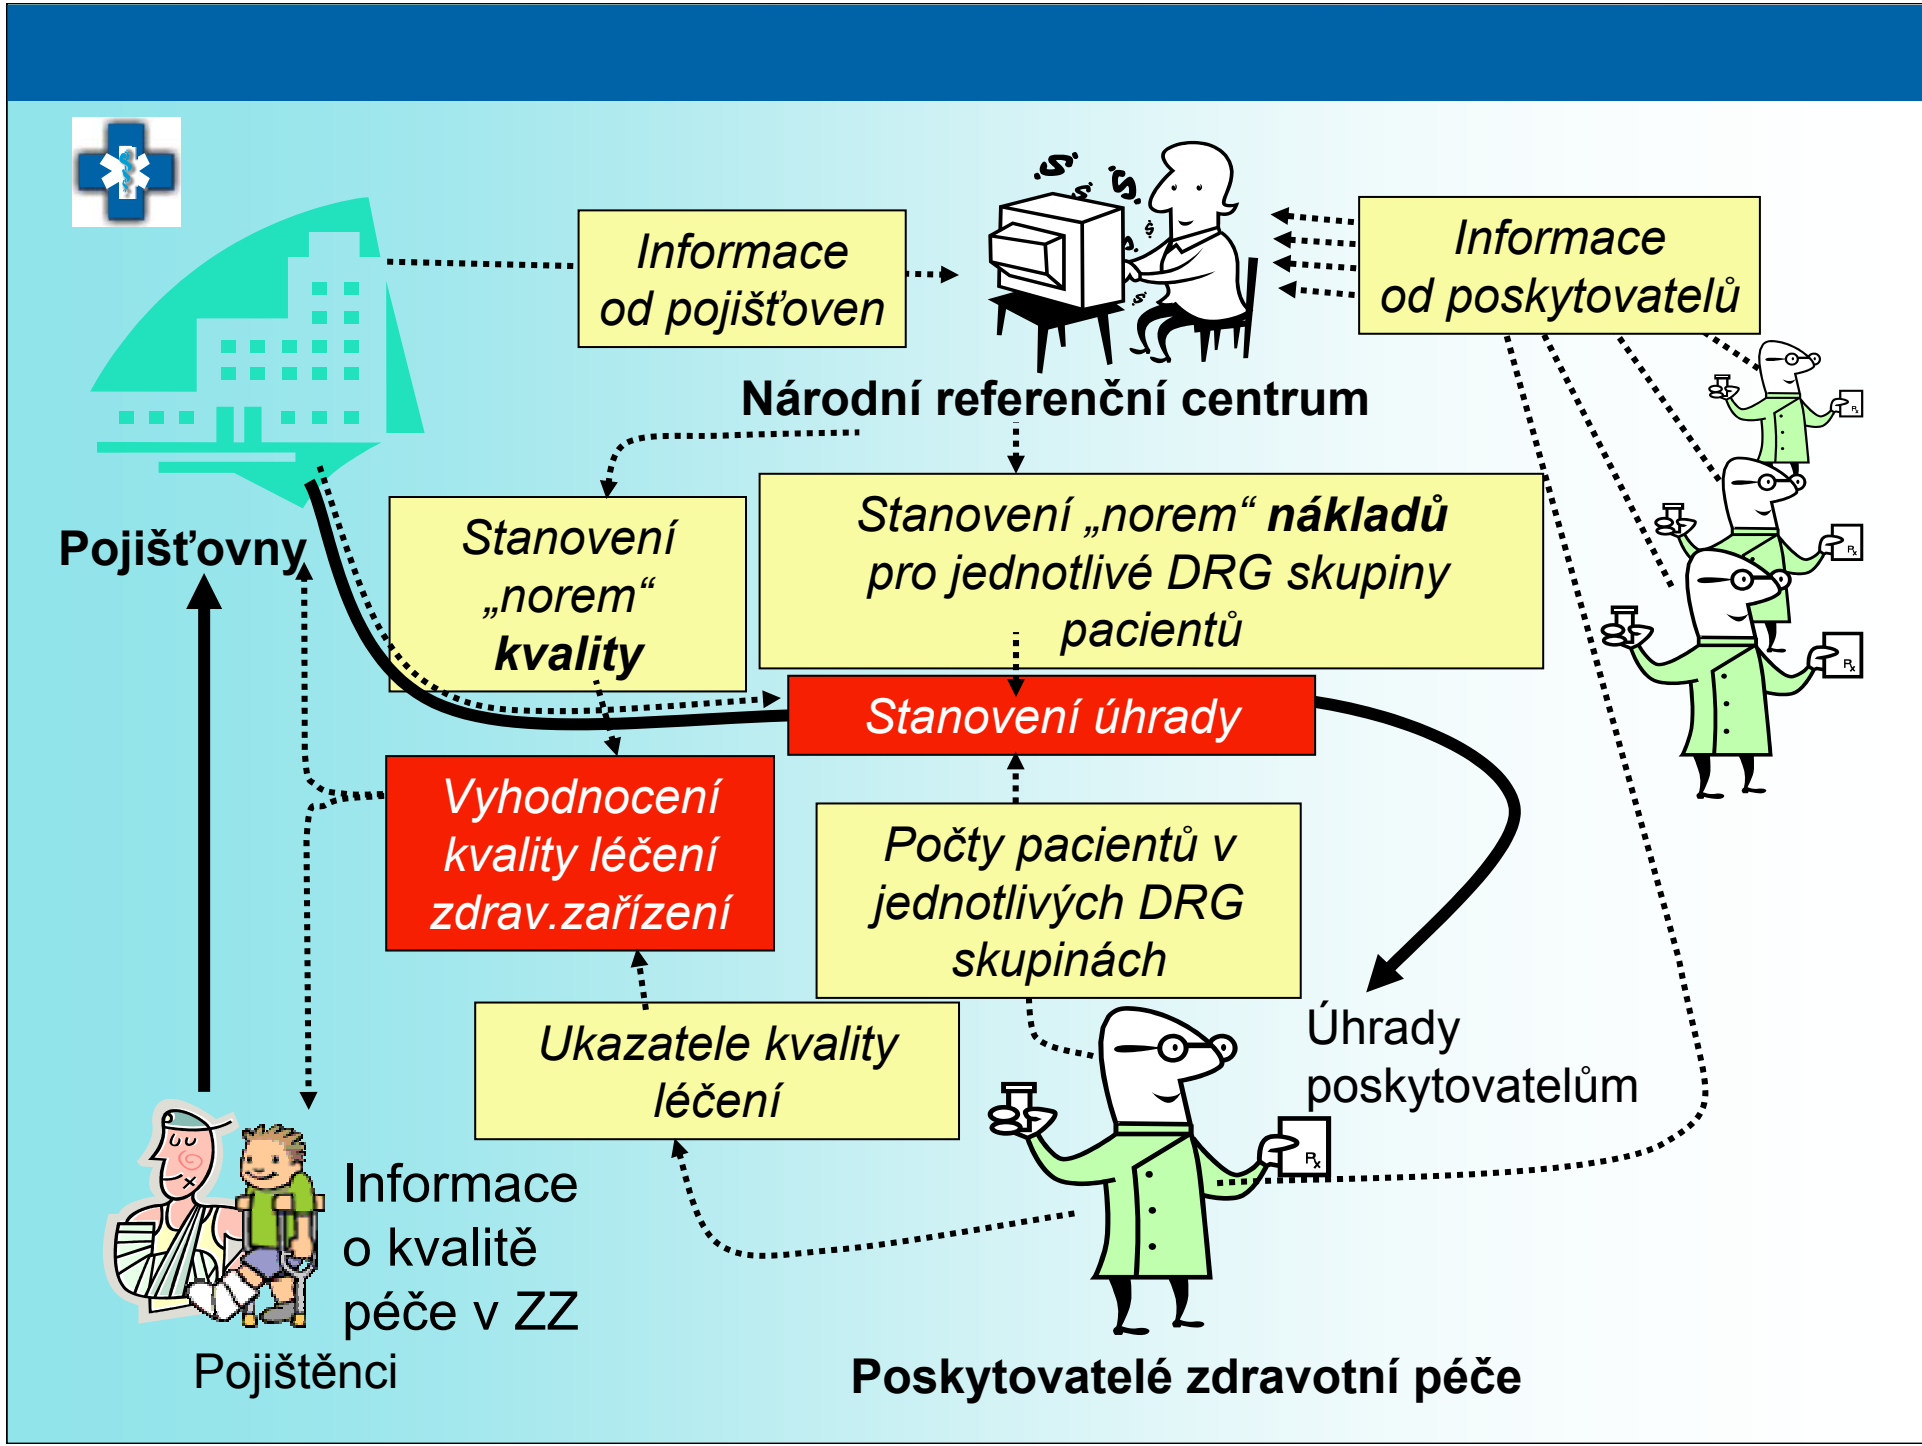 Informace
od pojišťoven
Informace
od poskytovatelů
Národní referenční centrum
Pojišťovny
Stanovení
„norem“
kvality
Stanovení „norem“ nákladů
pro jednotlivé DRG skupiny
pacientů
Stanovení úhrady
Vyhodnocení
kvality léčení
zdrav.zařízení
Počty pacientů v
jednotlivých DRG
skupinách
Ukazatele kvality
léčení
Úhrady
poskytovatelům
Informace
o kvalitě
péče v ZZ
Pojištěnci
Poskytovatelé zdravotní péče